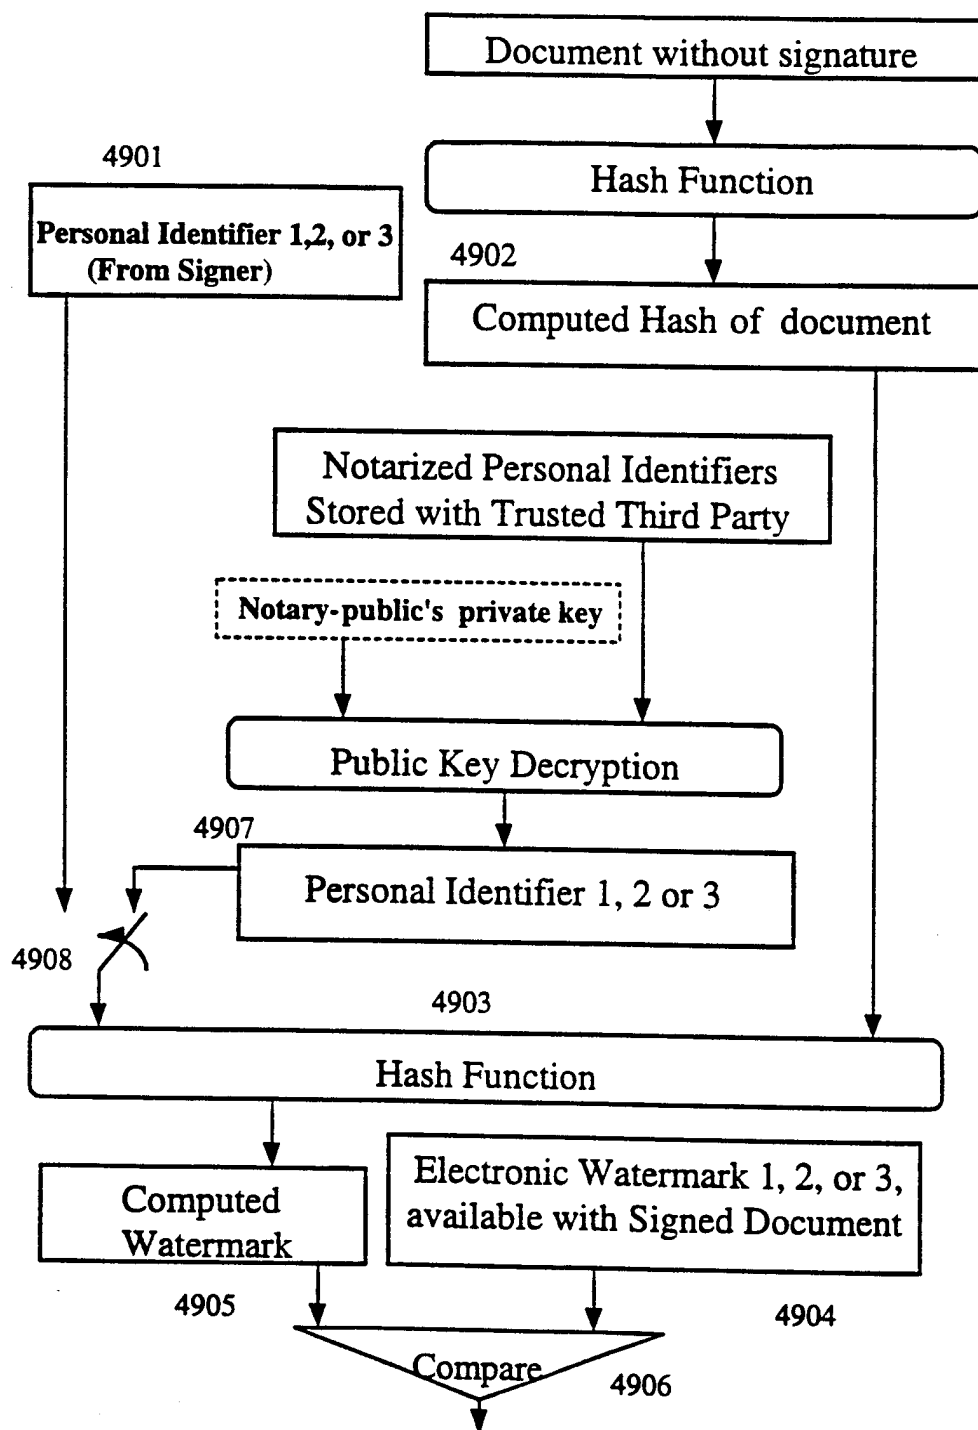 Document without signature
Hash Function
4901
Personal Identifier 1,2, or 3
(From Signer)
4902
Computed Hash of document
Notarized Personal Identifiers
Stored with Trusted Third Party
Notary-public's private key
Public Key Decryption
4907
Personal Identifier 1, 2 or 3
4908
4903
Hash Function
Computed
Watermark
Electronic Watermark 1, 2, or 3,
available with Signed Document
4905
4904
Compare
4906